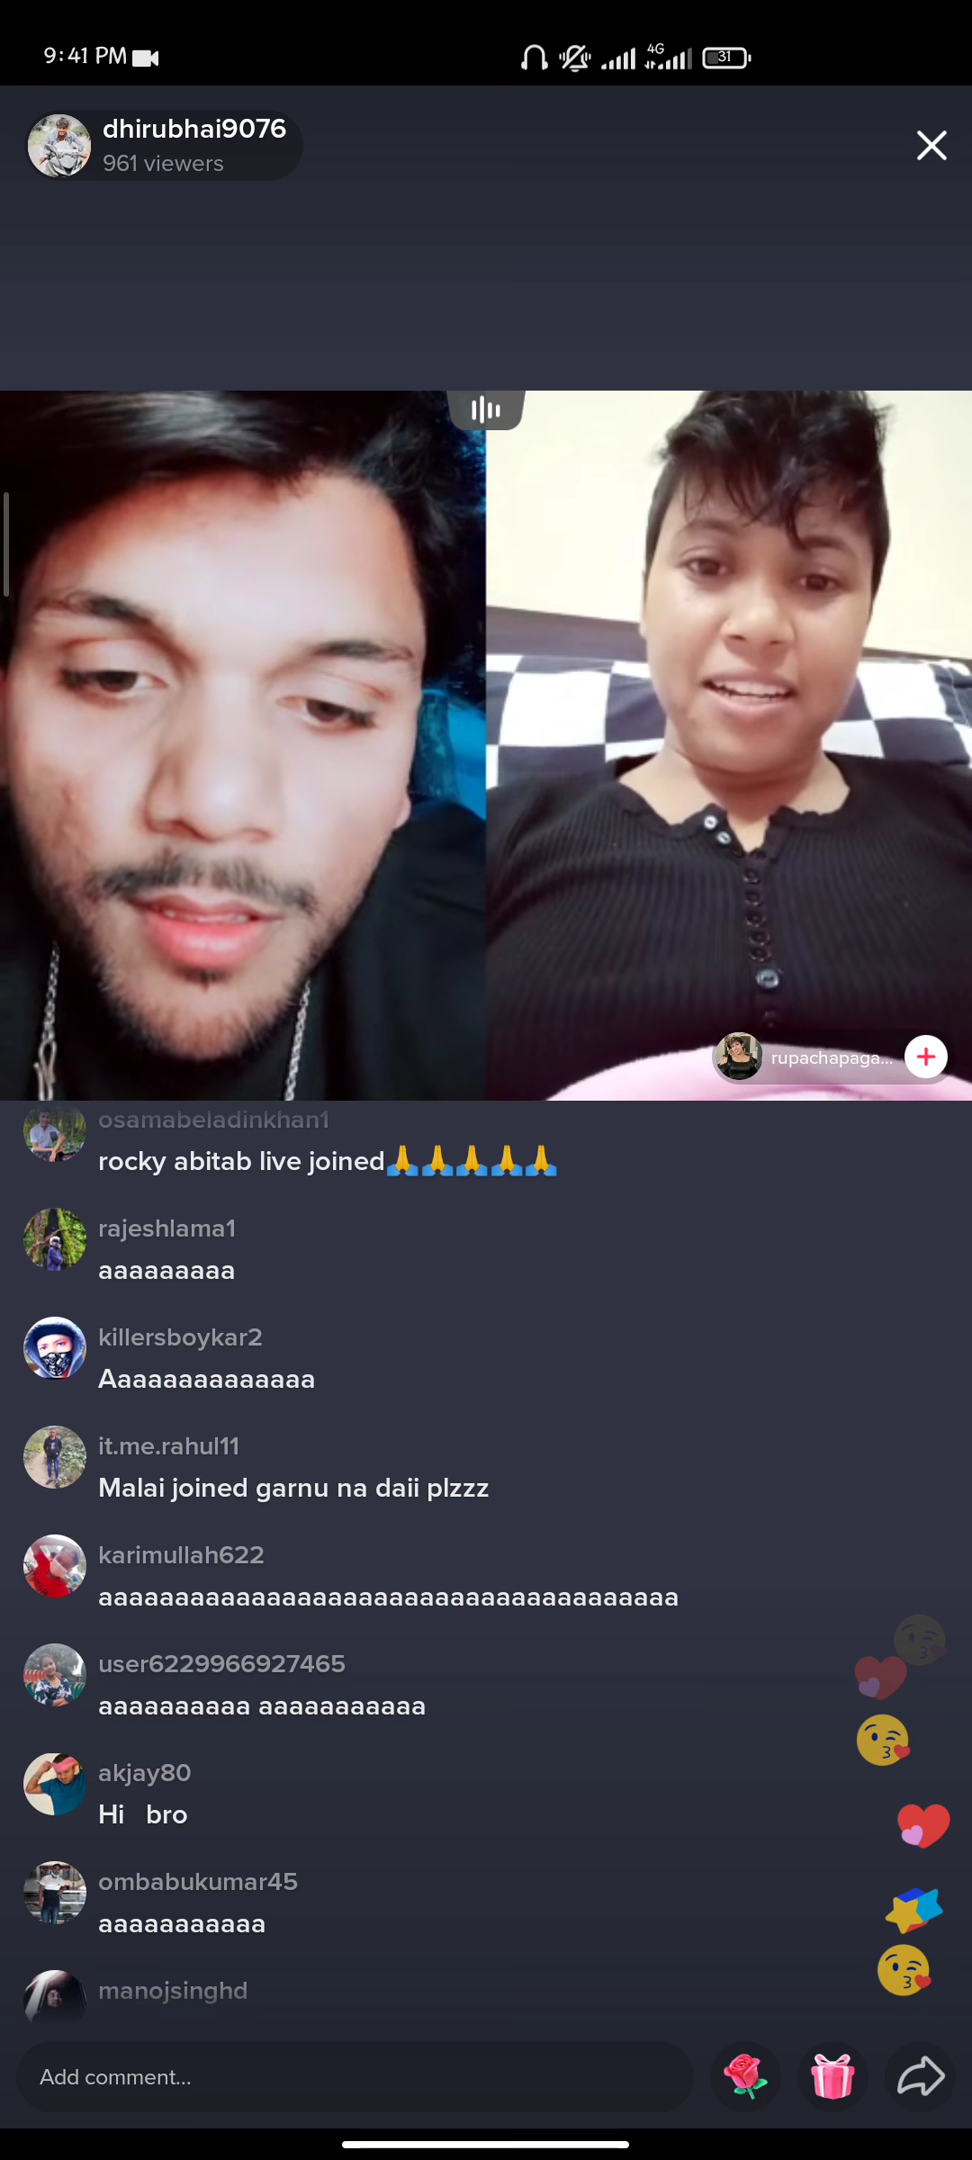 9:41 PM
4G
31
dhirubhai9076
961 viewers
rupachapaga...
osamabeladinkhan1
rocky abitab live joined🙏🙏🙏🙏🙏
rajeshlama1
aaaaaaaaa
killersboykar2
Aaaaaaaaaaaaaa
it.me.rahul11
Malai joined garnu na daii plzzz
karimullah622
aaaaaaaaaaaaaaaaaaaaaaaaaaaaaaaaaaaaaa
user6229966927465
aaaaaaaaaa aaaaaaaaaaa
akjay80
Hi   bro
ombabukumar45
aaaaaaaaaaa
manojsinghd
Add comment...